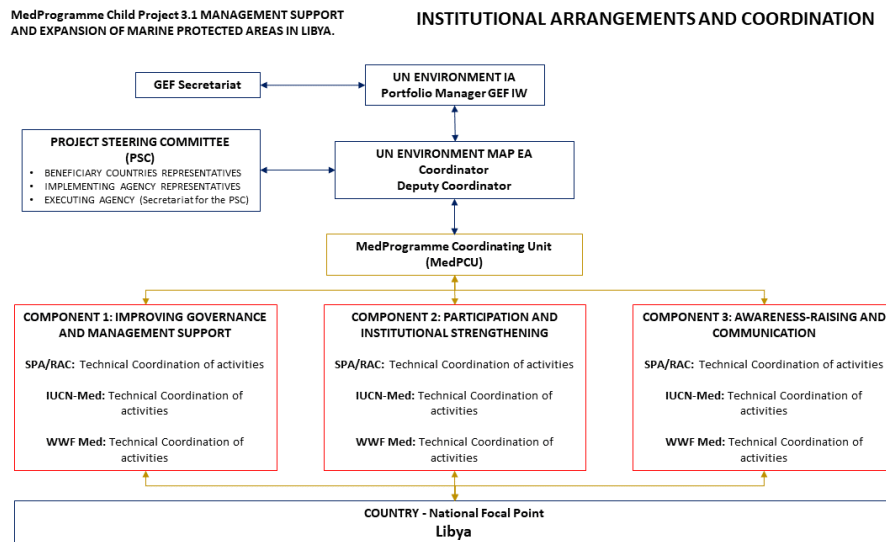 MedProgramme Child Project 3.1 MANAGEMENT SUPPORT
AND EXPANSION OF MARINE PROTECTED AREAS IN LIBYA.
INSTITUTIONAL ARRANGEMENTS AND COORDINATION
GEF Secretariat
UN ENVIRONMENT IA
Portfolio Manager GEF IW
PROJECT STEERING COMMITTEE
(PSC)
• BENEFICIARY COUNTRIES REPRESENTATIVES
• IMPLEMENTING AGENCY REPRESENTATIVES
• EXECUTING AGENCY (Secretariat for the PSC)
UN ENVIRONMENT MAP EA
Coordinator
Deputy Coordinator
MedProgramme Coordinating Unit
(MedPCU)
COMPONENT 1: IMPROVING GOVERNANCE
AND MANAGEMENT SUPPORT
SPA/RAC: Technical Coordination of activities
IUCN-Med: Technical Coordination of
activities
WWF Med: Technical Coordination of
activities
COMPONENT 2: PARTICIPATION AND
INSTITUTIONAL STRENGTHENING
SPA/RAC: Technical Coordination of activities
IUCN-Med: Technical Coordination of
activities
WWF Med: Technical Coordination of
activities
COMPONENT 3: AWARENESS-RAISING AND
COMMUNICATION
SPA/RAC: Technical Coordination of activities
IUCN-Med: Technical Coordination of
activities
WWF Med: Technical Coordination of
activities
COUNTRY - National Focal Point
Libya